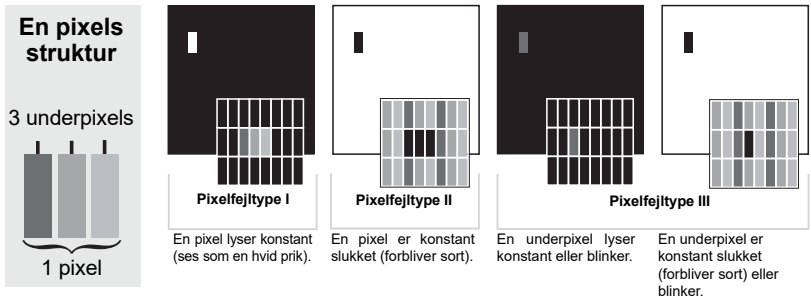 En pixels
struktur
3 underpixels
1 pixel
Pixelfejltype I
Pixelfejltype II
Pixelfejltype III
En pixel lyser konstant
(ses som en hvid prik).
En pixel er konstant
slukket (forbliver sort).
En underpixel lyser
konstant eller blinker.
En underpixel er
konstant slukket
(forbliver sort) eller
blinker.